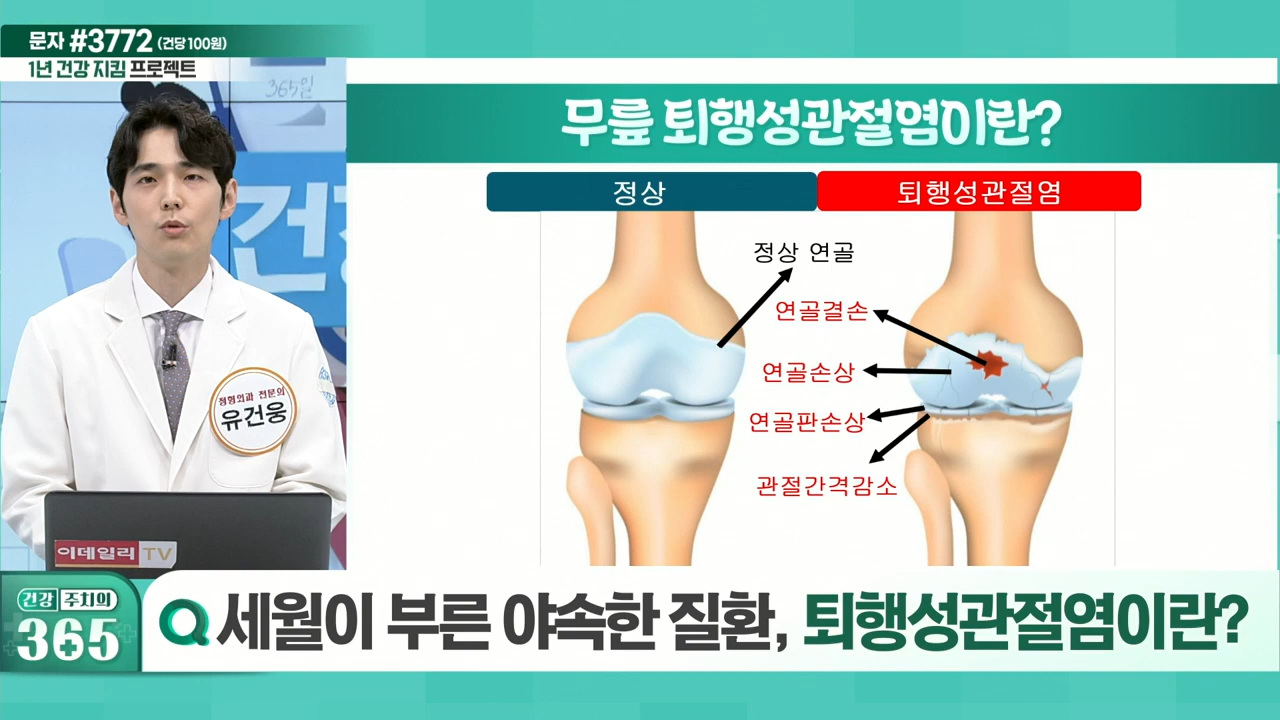 문자 #3772 (건당 100원)
1년 건강 지킴 프로젝트
365일
건강
정형외과 전문의
유건웅
이데일리 TV
무릎 퇴행성관절염이란?
정상
퇴행성관절염
정상 연골
연골결손
연골손상
연골판손상
관절간격감소
건강 주치의
365
Q 세월이 부른 야속한 질환, 퇴행성관절염이란?